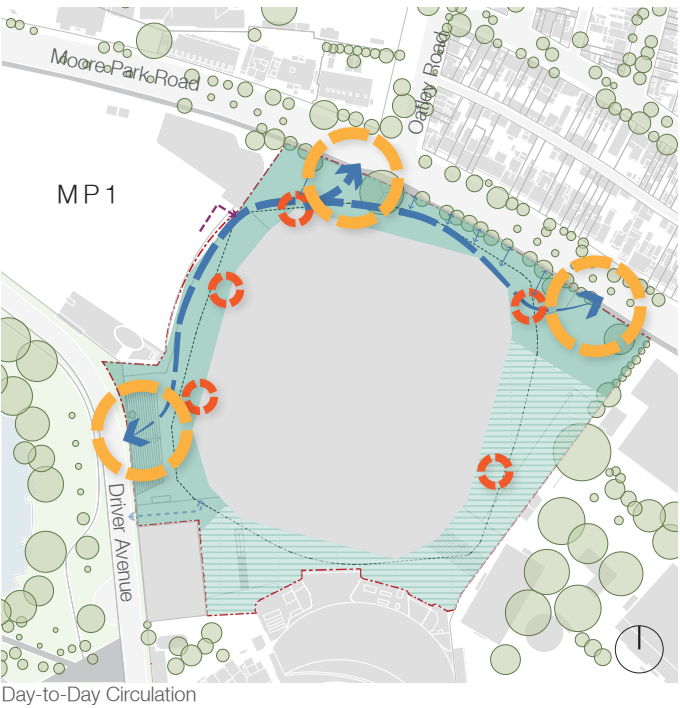 Moore Park Road
Oatley Road
MP1
Driver Avenue
Day-to-Day Circulation